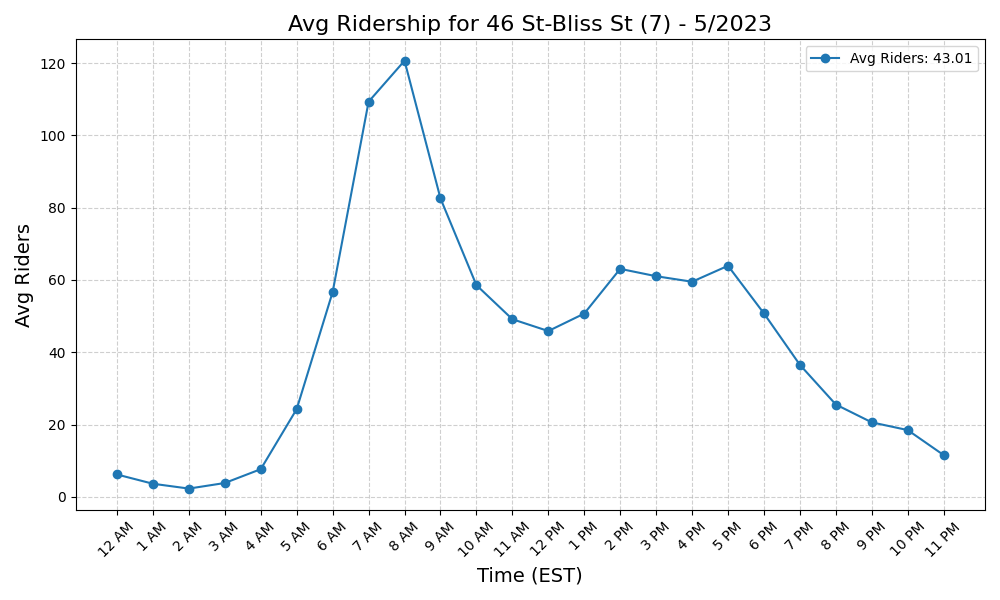 Avg Ridership for 46 St-Bliss St (7) - 5/2023
Avg Riders: 43.01
Avg Riders
120
100
80
60
40
20
0
12 AM
1 AM
2 AM
3 AM
4 AM
5 AM
6 AM
7 AM
8 AM
9 AM
10 AM
11 AM
12 PM
1 PM
2 PM
3 PM
4 PM
5 PM
6 PM
7 PM
8 PM
9 PM
10 PM
11 PM
Time (EST)